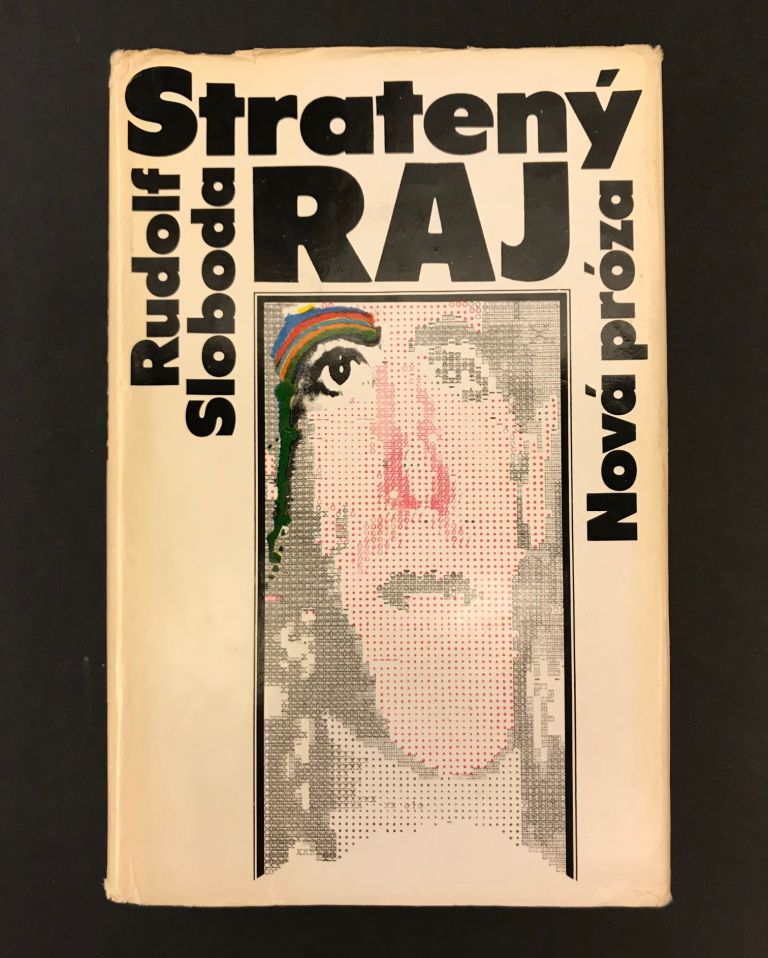 Stratený
RAJ
Rudolf
Sloboda
Nová próza